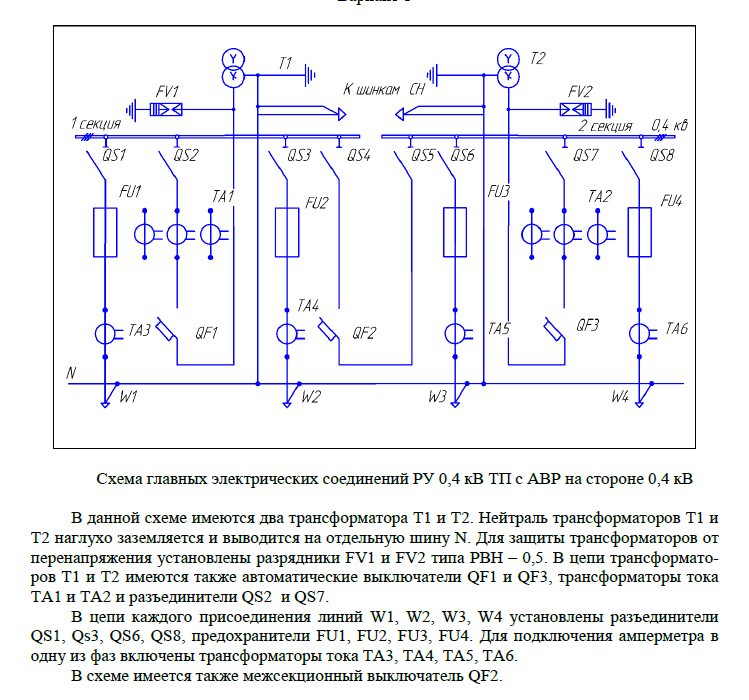 T1
T2
К шинкам СН
FV1
FV2
1 секция
2 секция
0,4 кв
QS1
QS2
QS3
QS4
QS5
QS6
QS7
QS8
FU1
TA1
FU2
FU3
TA2
FU4
TA3
QF1
TA4
QF2
TA5
QF3
TA6
N
W1
W2
W3
W4
Схема главных электрических соединений РУ 0,4 кВ ТП с АВР на стороне 0,4 кВ
В данной схеме имеются два трансформатора Т1 и Т2. Нейтраль трансформаторов Т1 и
Т2 наглухо заземляется и выводится на отдельную шину N. Для защиты трансформаторов от
перенапряжения установлены разрядники FV1 и FV2 типа РВН – 0,5. В цепи трансформато-
ров Т1 и Т2 имеются также автоматические выключатели QF1 и QF3, трансформаторы тока
ТА1 и ТА2 и разъединители QS2 и QS7.
В цепи каждого присоединения линий W1, W2, W3, W4 установлены разъединители
QS1, Qs3, QS6, QS8, предохранители FU1, FU2, FU3, FU4. Для подключения амперметра в
одну из фаз включены трансформаторы тока ТА3, ТА4, ТА5, ТА6.
В схеме имеется также межсекционный выключатель QF2.